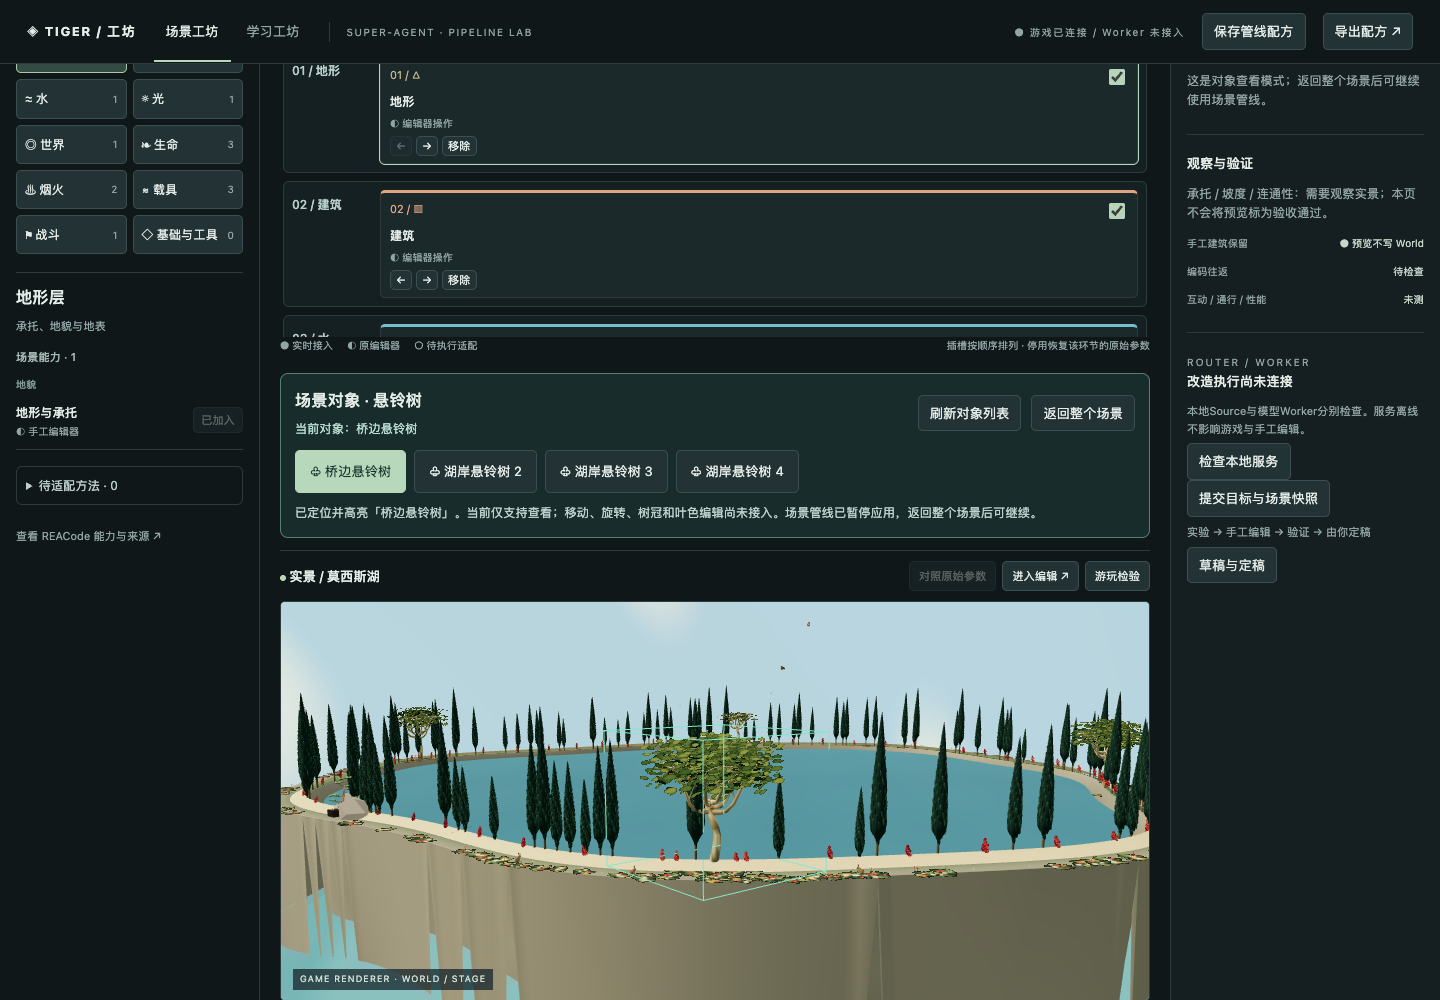 ◈ TIGER / 工坊
场景工坊
学习工坊
SUPER-AGENT · PIPELINE LAB
● 游戏已连接 / Worker 未接入
保存管线配方
导出配方 ↗
≈ 水 1
☼ 光 1
◎ 世界 1
❧ 生命 3
♨ 烟火 2
≋ 载具 3
⚑ 战斗 1
◇ 基础与工具 0
地形层
承托、地貌与地表
场景能力 · 1
地貌
地形与承托
◐ 手工编辑器
已加入
▶ 待适配方法 · 0
查看 REACode 能力与来源 ↗
01 / 地形
01 / △
地形
◐ 编辑器操作
← → 移除
02 / 建筑
02 / ▥
建筑
◐ 编辑器操作
← → 移除
● 实时接入 ◐ 原编辑器 ○ 待执行适配
插槽按顺序排列 · 停用恢复该环节的原始参数
场景对象 · 悬铃树
当前对象：桥边悬铃树
刷新对象列表
返回整个场景
♧ 桥边悬铃树
♧ 湖岸悬铃树 2
♧ 湖岸悬铃树 3
♧ 湖岸悬铃树 4
已定位并高亮「桥边悬铃树」。当前仅支持查看；移动、旋转、树冠和叶色编辑尚未接入。场景管线已暂停应用，返回整个场景后可继续。
● 实景 / 莫西斯湖
对照原始参数
进入编辑 ↗
游玩检验
GAME RENDERER · WORLD / STAGE
这是对象查看模式；返回整个场景后可继续
使用场景管线。
观察与验证
承托 / 坡度 / 连通性：需要观察实景；本页
不会将预览标为验收通过。
手工建筑保留 ● 预览不写 World
编码往返 待检查
互动 / 通行 / 性能 未测
ROUTER / WORKER
改造执行尚未连接
本地Source与模型Worker分别检查。服务离线
不影响游戏与手工编辑。
检查本地服务
提交目标与场景快照
实验 → 手工编辑 → 验证 → 由你定稿
草稿与定稿